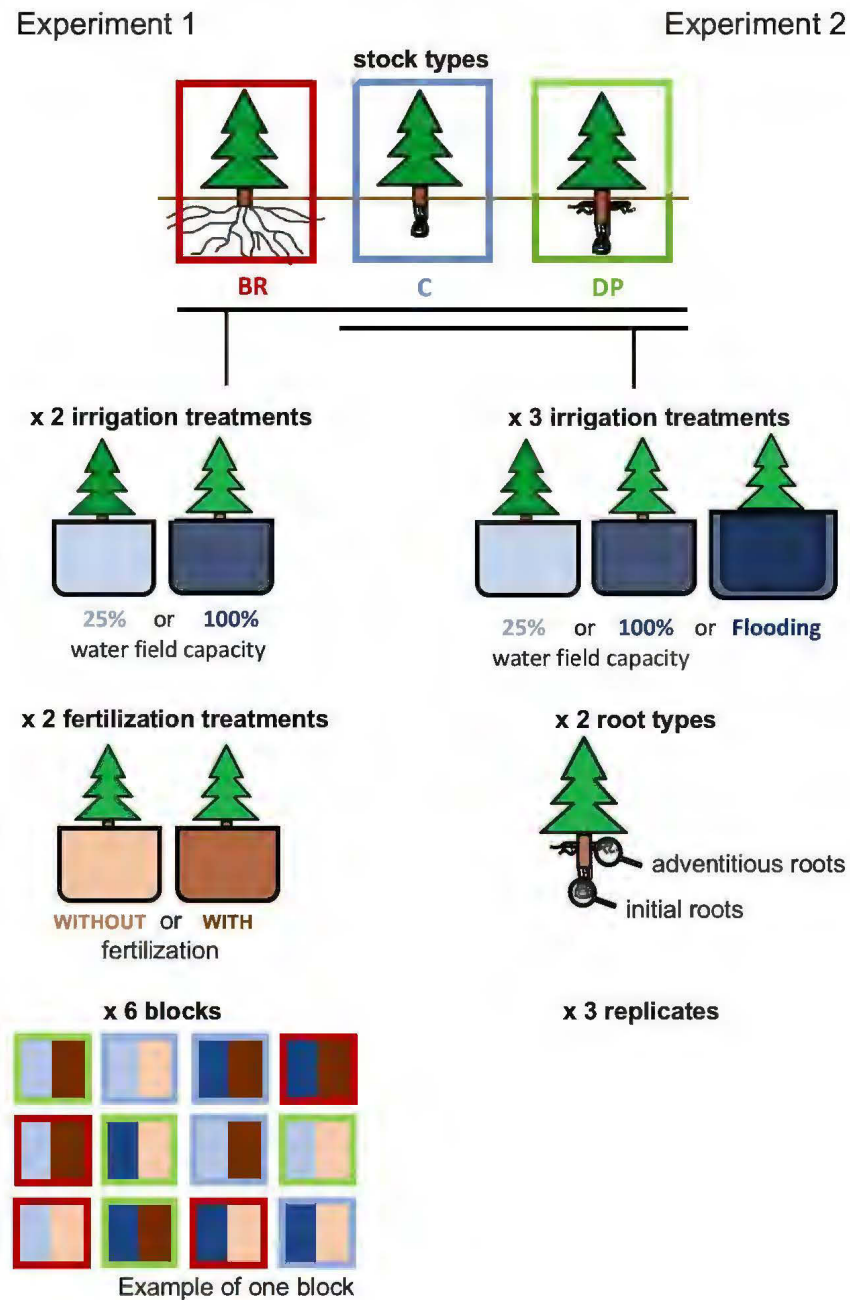 Experiment 1
Experiment 2
stock types
BR
C
DP
x 2 irrigation treatments
25% or 100%
water field capacity
x 2 fertilization treatments
WITHOUT or WITH
fertilization
x 6 blocks
Example of one block
x 3 irrigation treatments
25% or 100% or Flooding
water field capacity
x 2 root types
adventitious roots
initial roots
x 3 replicates